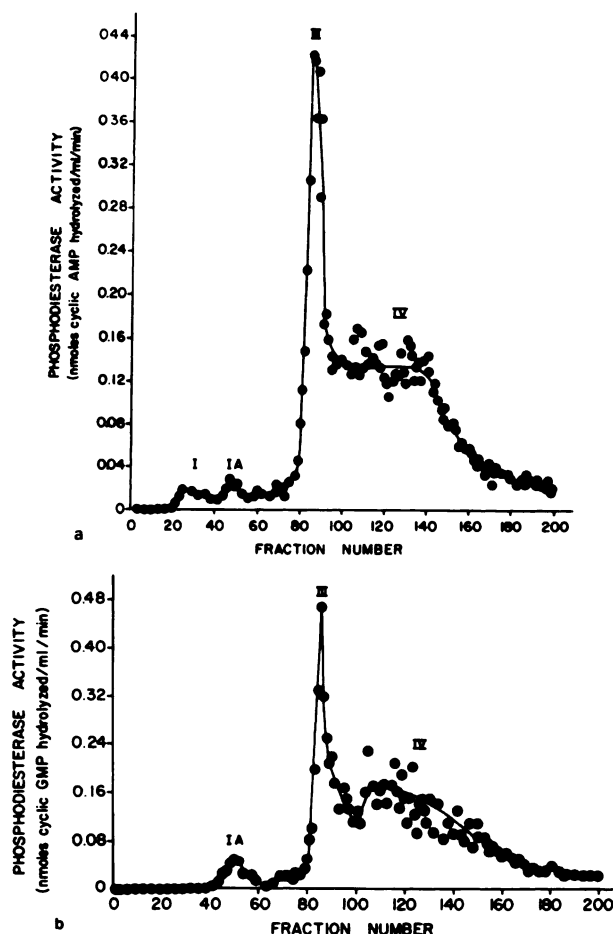 III
0.44
0.40
0.36
0.32
0.28
0.24
0.20
0.16
0.12
0.08
0.04
0
PHOSPHODIESTERASE ACTIVITY
(nmoles cyclic AMP hydrolyzed/ml/min)
IV
I IA
0 20 40 60 80 100 120 140 160 180 200
FRACTION NUMBER
a
III
0.48
0.40
0.32
0.24
0.16
0.08
0
PHOSPHODIESTERASE ACTIVITY
(nmoles cyclic GMP hydrolyzed/ml/min)
IV
IA
0 20 40 60 80 100 120 140 160 180 200
FRACTION NUMBER
b